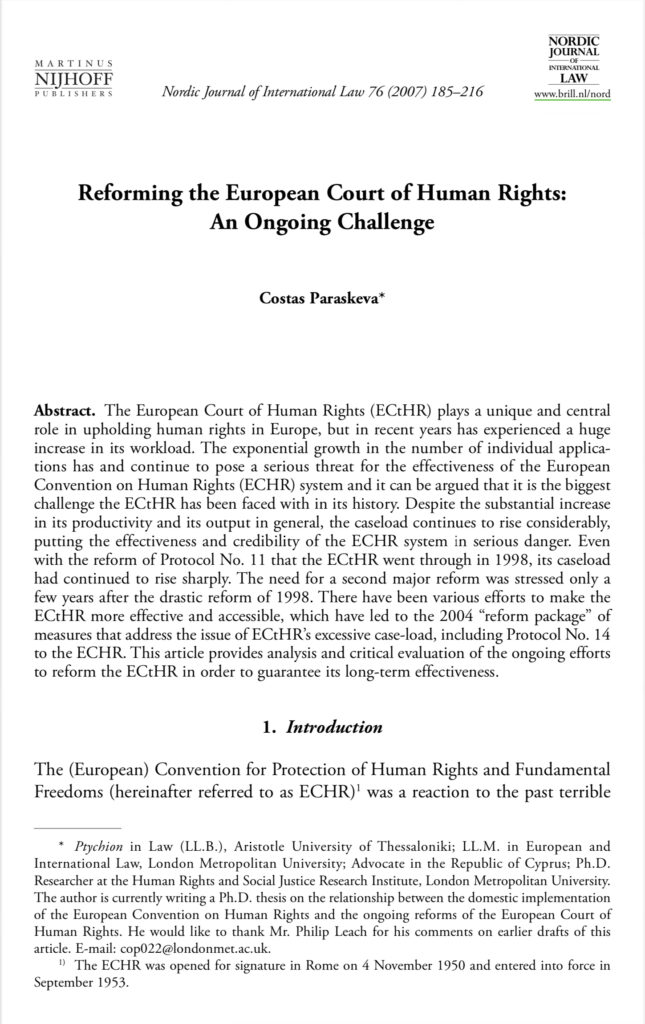 MARTINUS
NIJHOFF
PUBLISHERS
Nordic Journal of International Law 76 (2007) 185–216
NORDIC
JOURNAL
OF
INTERNATIONAL
LAW
www.brill.nl/nord
Reforming the European Court of Human Rights:
An Ongoing Challenge
Costas Paraskeva*
Abstract. The European Court of Human Rights (ECtHR) plays a unique and central
role in upholding human rights in Europe, but in recent years has experienced a huge
increase in its workload. The exponential growth in the number of individual applica-
tions has and continue to pose a serious threat for the effectiveness of the European
Convention on Human Rights (ECHR) system and it can be argued that it is the biggest
challenge the ECtHR has been faced with in its history. Despite the substantial increase
in its productivity and its output in general, the caseload continues to rise considerably,
putting the effectiveness and credibility of the ECHR system in serious danger. Even
with the reform of Protocol No. 11 that the ECtHR went through in 1998, its caseload
had continued to rise sharply. The need for a second major reform was stressed only a
few years after the drastic reform of 1998. There have been various efforts to make the
ECtHR more effective and accessible, which have led to the 2004 “reform package” of
measures that address the issue of ECtHR’s excessive case-load, including Protocol No. 14
to the ECHR. This article provides analysis and critical evaluation of the ongoing efforts
to reform the ECtHR in order to guarantee its long-term effectiveness.
1. Introduction
The (European) Convention for Protection of Human Rights and Fundamental
Freedoms (hereinafter referred to as ECHR)1 was a reaction to the past terrible
* Ptychion in Law (LL.B.), Aristotle University of Thessaloniki; LL.M. in European and
International Law, London Metropolitan University; Advocate in the Republic of Cyprus; Ph.D.
Researcher at the Human Rights and Social Justice Research Institute, London Metropolitan University.
The author is currently writing a Ph.D. thesis on the relationship between the domestic implementation
of the European Convention on Human Rights and the ongoing reforms of the European Court of
Human Rights. He would like to thank Mr. Philip Leach for his comments on earlier drafts of this
article. E-mail: cop022@londonmet.ac.uk.
1) The ECHR was opened for signature in Rome on 4 November 1950 and entered into force in
September 1953.